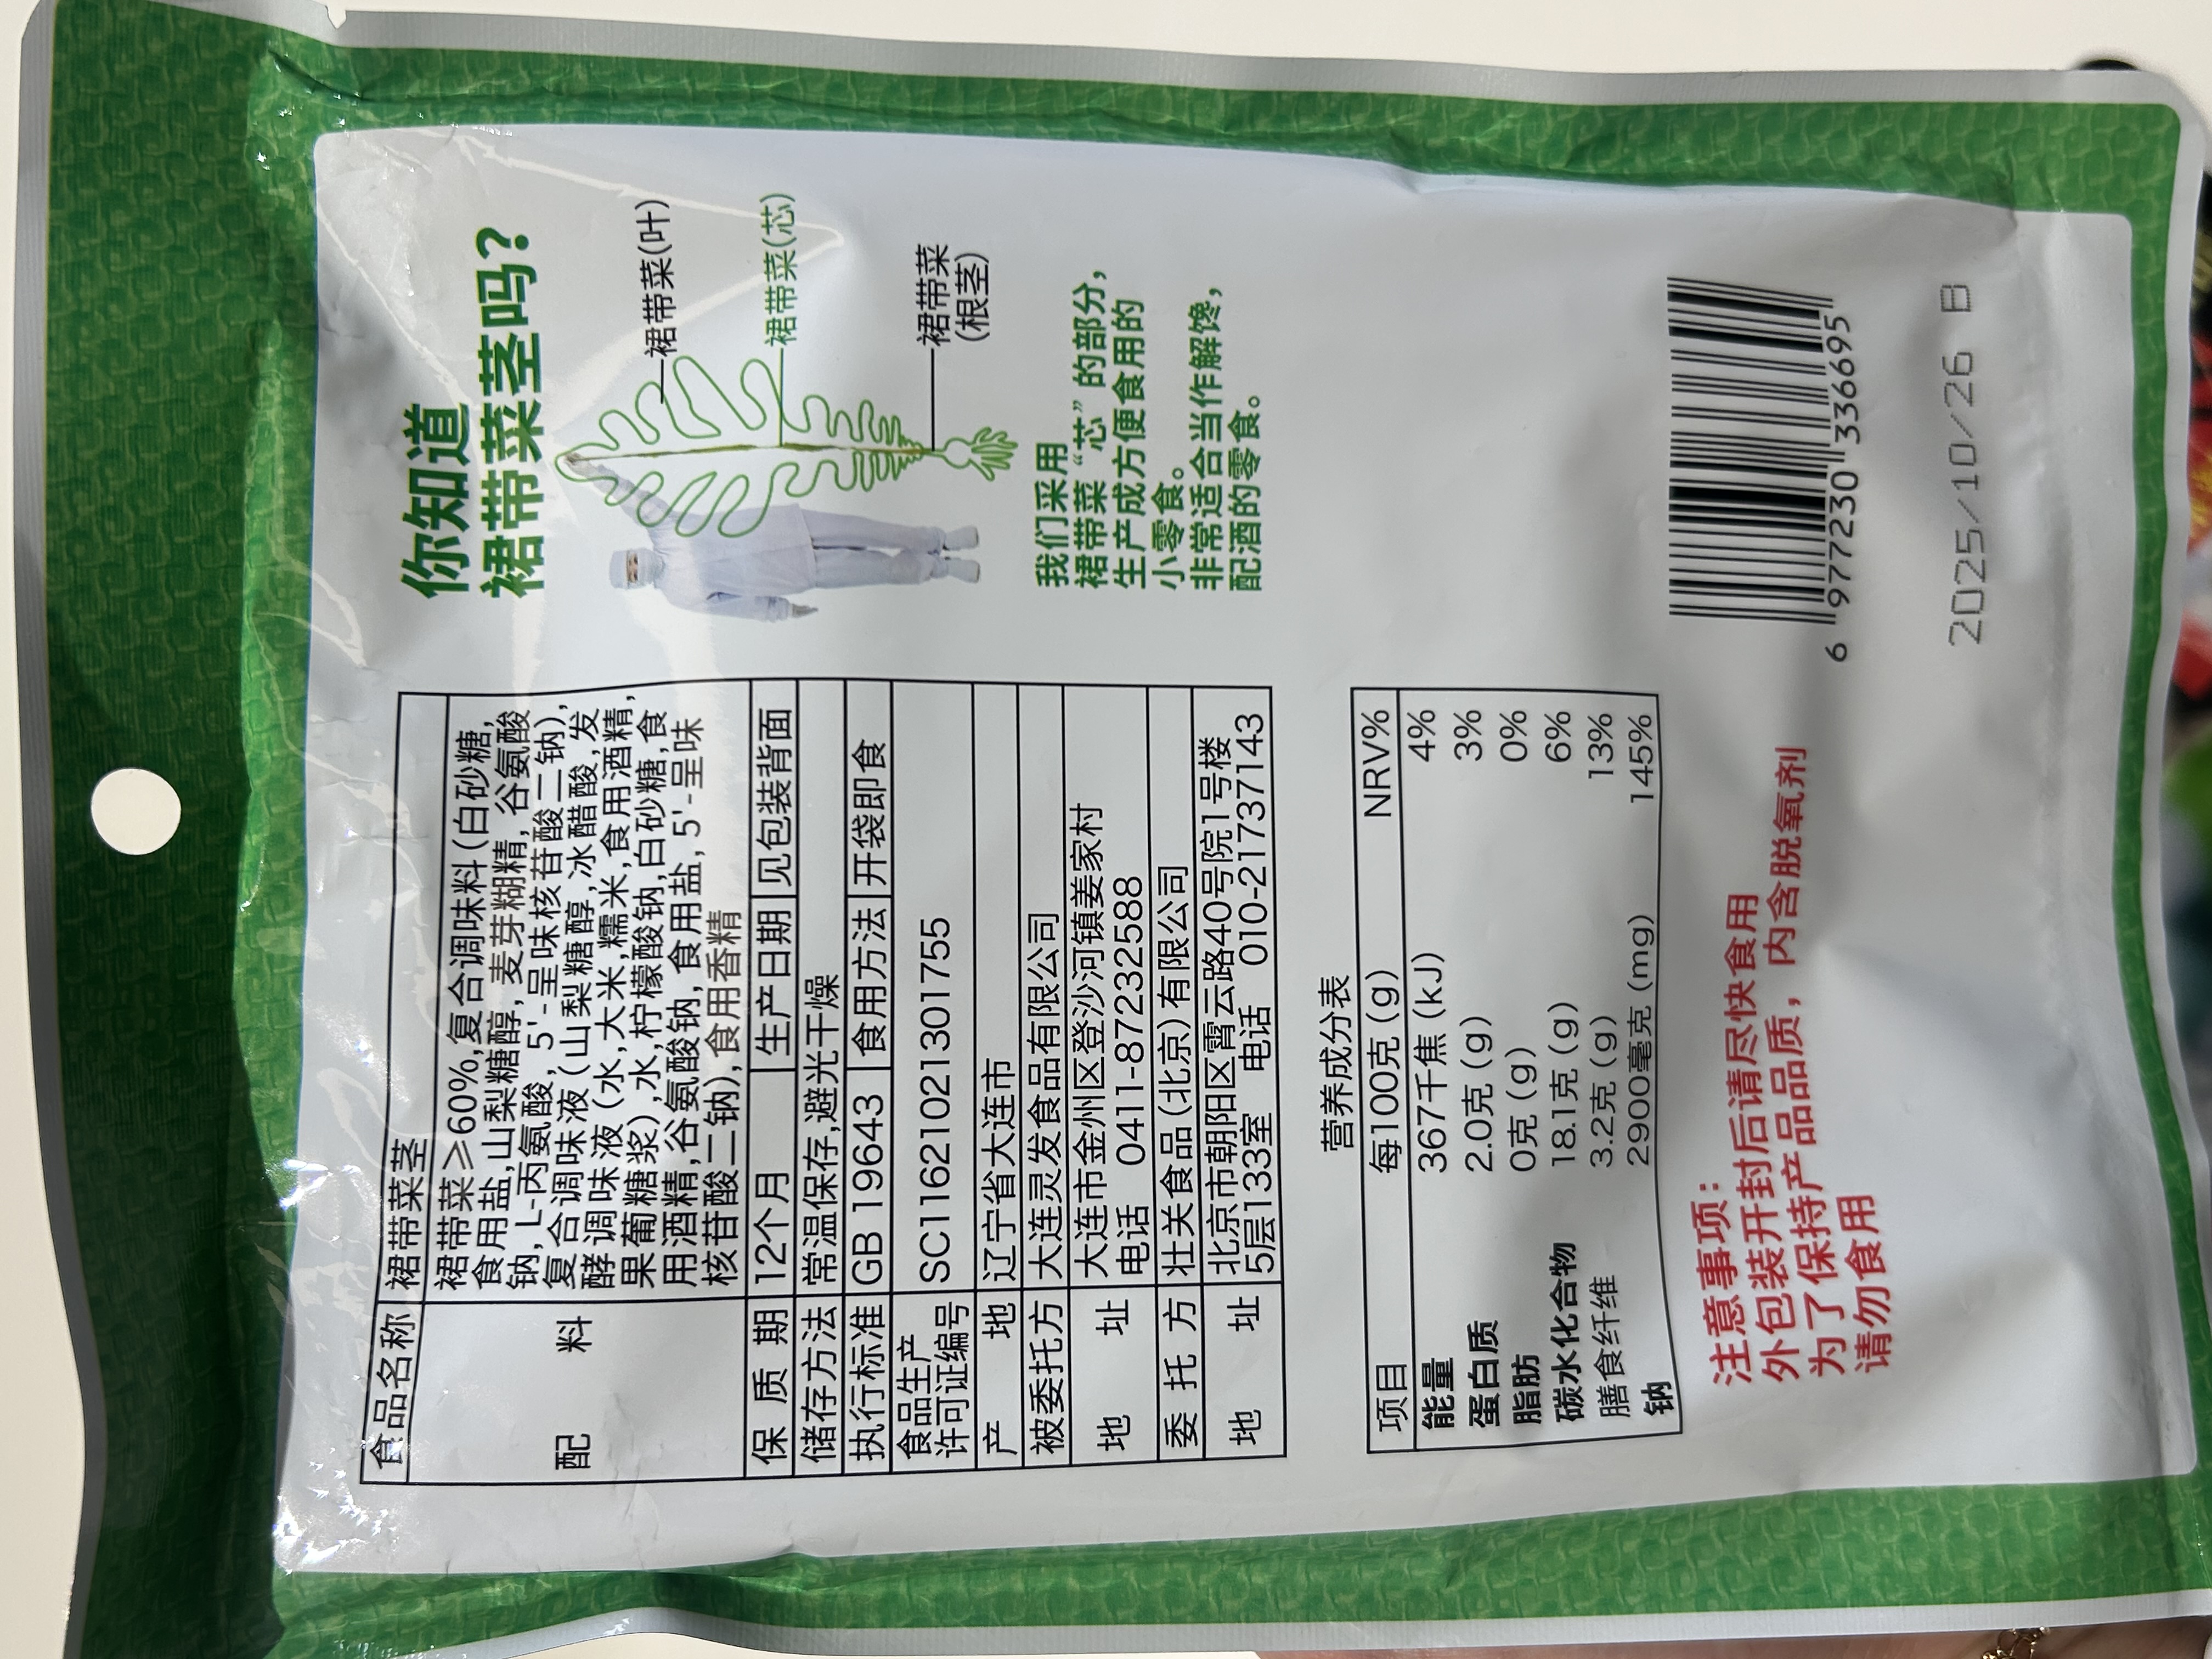 你知道
裙带菜茎吗?
裙带菜(叶)
裙带菜(芯)
裙带菜
(根茎)
我们采用
裙带菜“芯”的部分,
生产成方便食用的
小零食。
非常适合当作解馋,
配酒的零食。
食品名称 裙带菜茎
配 料 裙带菜≥60%,复合调味料(白砂糖,
食用盐,山梨糖醇,麦芽糊精,谷氨酸
钠,L-丙氨酸,5'-呈味核苷酸二钠),
复合调味液(山梨糖醇,冰醋酸,发
酵调味液(水,大米,糯米,食用酒精,
果葡糖浆),水,柠檬酸钠,白砂糖,食
用酒精,谷氨酸钠,食用盐,5'-呈味
核苷酸二钠),食用香精
保 质 期 12个月 生产日期 见包装背面
储存方法 常温保存,避光干燥
执行标准 GB 19643 食用方法 开袋即食
食品生产
许可证编号 SC11621021301755
产 地 辽宁省大连市
被委托方 大连灵发食品有限公司
地 址 大连市金州区登沙河镇姜家村
电话 0411-87232588
委 托 方 壮关食品(北京)有限公司
地 址 北京市朝阳区霄云路40号院1号楼
5层133室 电话 010-21737143
营养成分表
项目 每100克(g) NRV%
能量 367千焦(kJ) 4%
蛋白质 2.0克(g) 3%
脂肪 0克(g) 0%
碳水化合物 18.1克(g) 6%
膳食纤维 3.2克(g) 13%
钠 2900毫克(mg) 145%
注意事项:
外包装开封后请尽快食用
为了保持产品品质，内含脱氧剂
请勿食用
6 977230 336695
2025/10/26 B